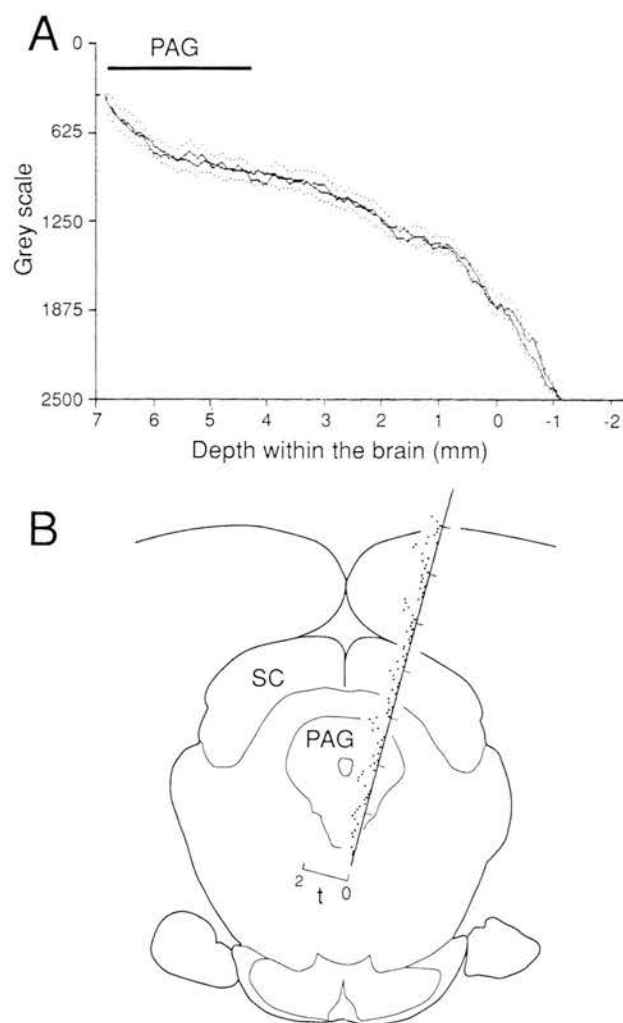 A
PAG
0
625
1250
1875
2500
Grey scale
7 6 5 4 3 2 1 0 -1 -2
Depth within the brain (mm)
B
SC
PAG
2 t 0